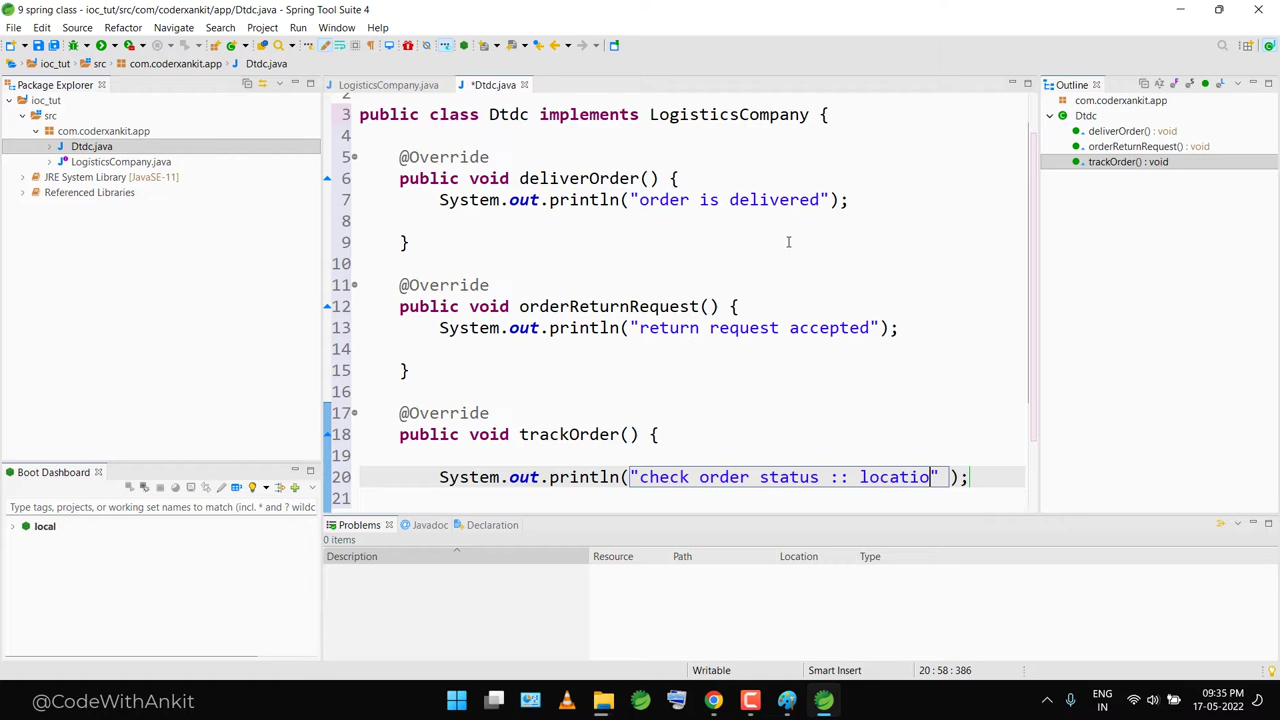 9 spring class - ioc_tut/src/com/coderxankit/app/Dtdc.java - Spring Tool Suite 4
File Edit Source Refactor Navigate Search Project Run Window Help
ioc_tut src com.coderxankit.app Dtdc.java
Package Explorer
ioc_tut
src
com.coderxankit.app
Dtdc.java
LogisticsCompany.java
JRE System Library [JavaSE-11]
Referenced Libraries
Boot Dashboard
Type tags, projects, or working set names to match (incl. * and ? wildc
local
LogisticsCompany.java *Dtdc.java
2
3 public class Dtdc implements LogisticsCompany {
4
5 @Override
6 public void deliverOrder() {
7 System.out.println("order is delivered");
8
9 }
10
11 @Override
12 public void orderReturnRequest() {
13 System.out.println("return request accepted");
14
15 }
16
17 @Override
18 public void trackOrder() {
19
20 System.out.println("check order status :: locatio" );
21
Outline
com.coderxankit.app
Dtdc
deliverOrder() : void
orderReturnRequest() : void
trackOrder() : void
Problems Javadoc Declaration
0 items
Description Resource Path Location Type
Writable Smart Insert 20 : 58 : 386
@CodeWithAnkit
ENG
IN
09:35 PM
17-05-2022